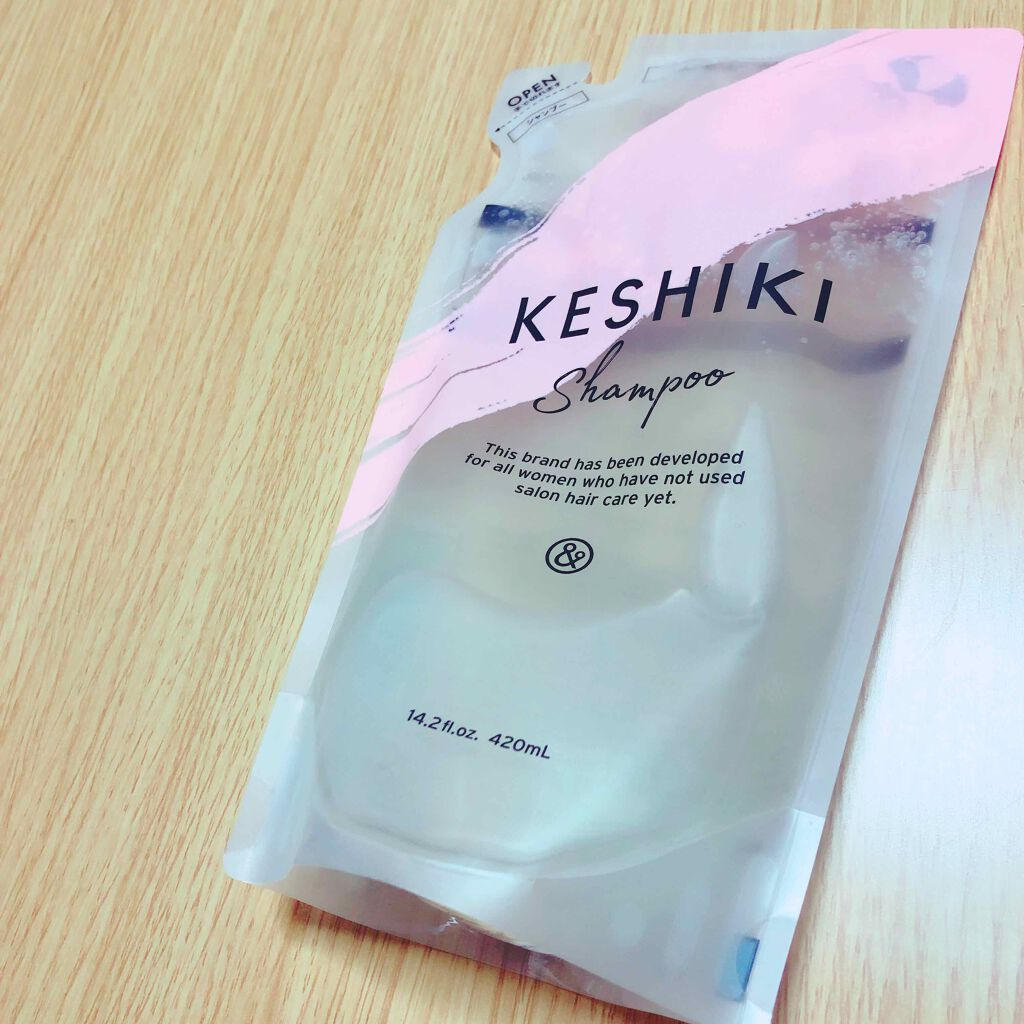 OPEN
シャンプー
KESHIKI
Shampoo
This brand has been developed
for all women who have not used
salon hair care yet.
&
14.2fl.oz. 420mL